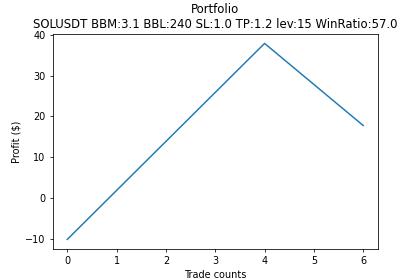 Portfolio
SOLUSDT BBM:3.1 BBL:240 SL:1.0 TP:1.2 lev:15 WinRatio:57.0
40
30
20
10
0
−10
Profit ($)
0 1 2 3 4 5 6
Trade counts